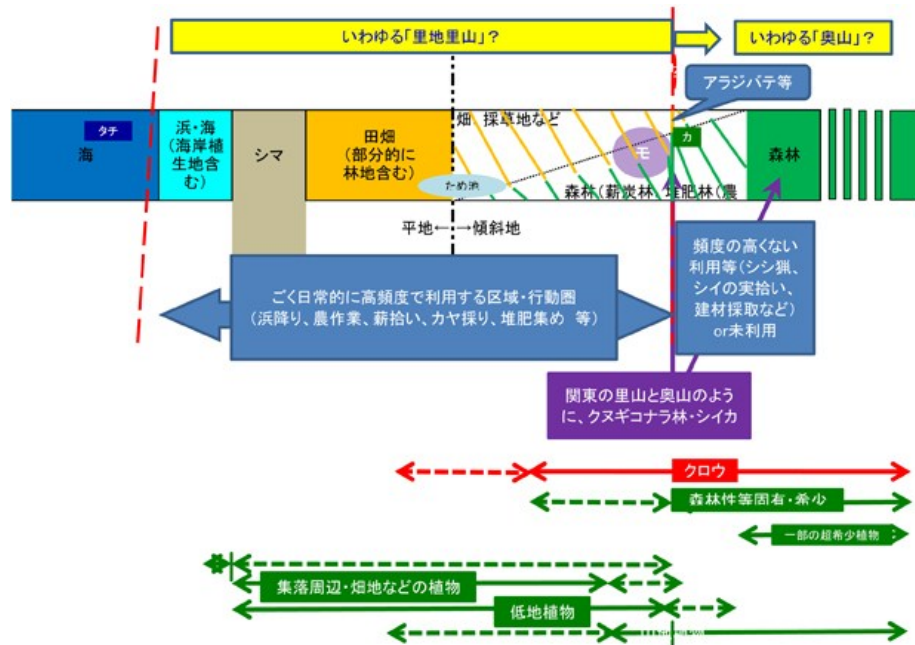 いわゆる「里地里山」?
いわゆる「奥山」?
アラジバテ等
タチ
海
浜・海
(海岸植
生地含
む)
シマ
田畑
(部分的に
林地含む)
畑 採草地など
モ
カ
森林
ため池
森林(薪炭林、堆肥林(農
平地←
→傾斜地
ごく日常的に高頻度で利用する区域・行動圏
(浜降り、農作業、薪拾い、カヤ採り、堆肥集め 等)
頻度の高くない
利用等(シシ猟、
シイの実拾い、
建材採取など)
or未利用
関東の里山と奥山のよう
に、クヌギコナラ林・シイカ
クロウ
森林性等固有・希少
一部の超希少植物
集落周辺・畑地などの植物
低地植物